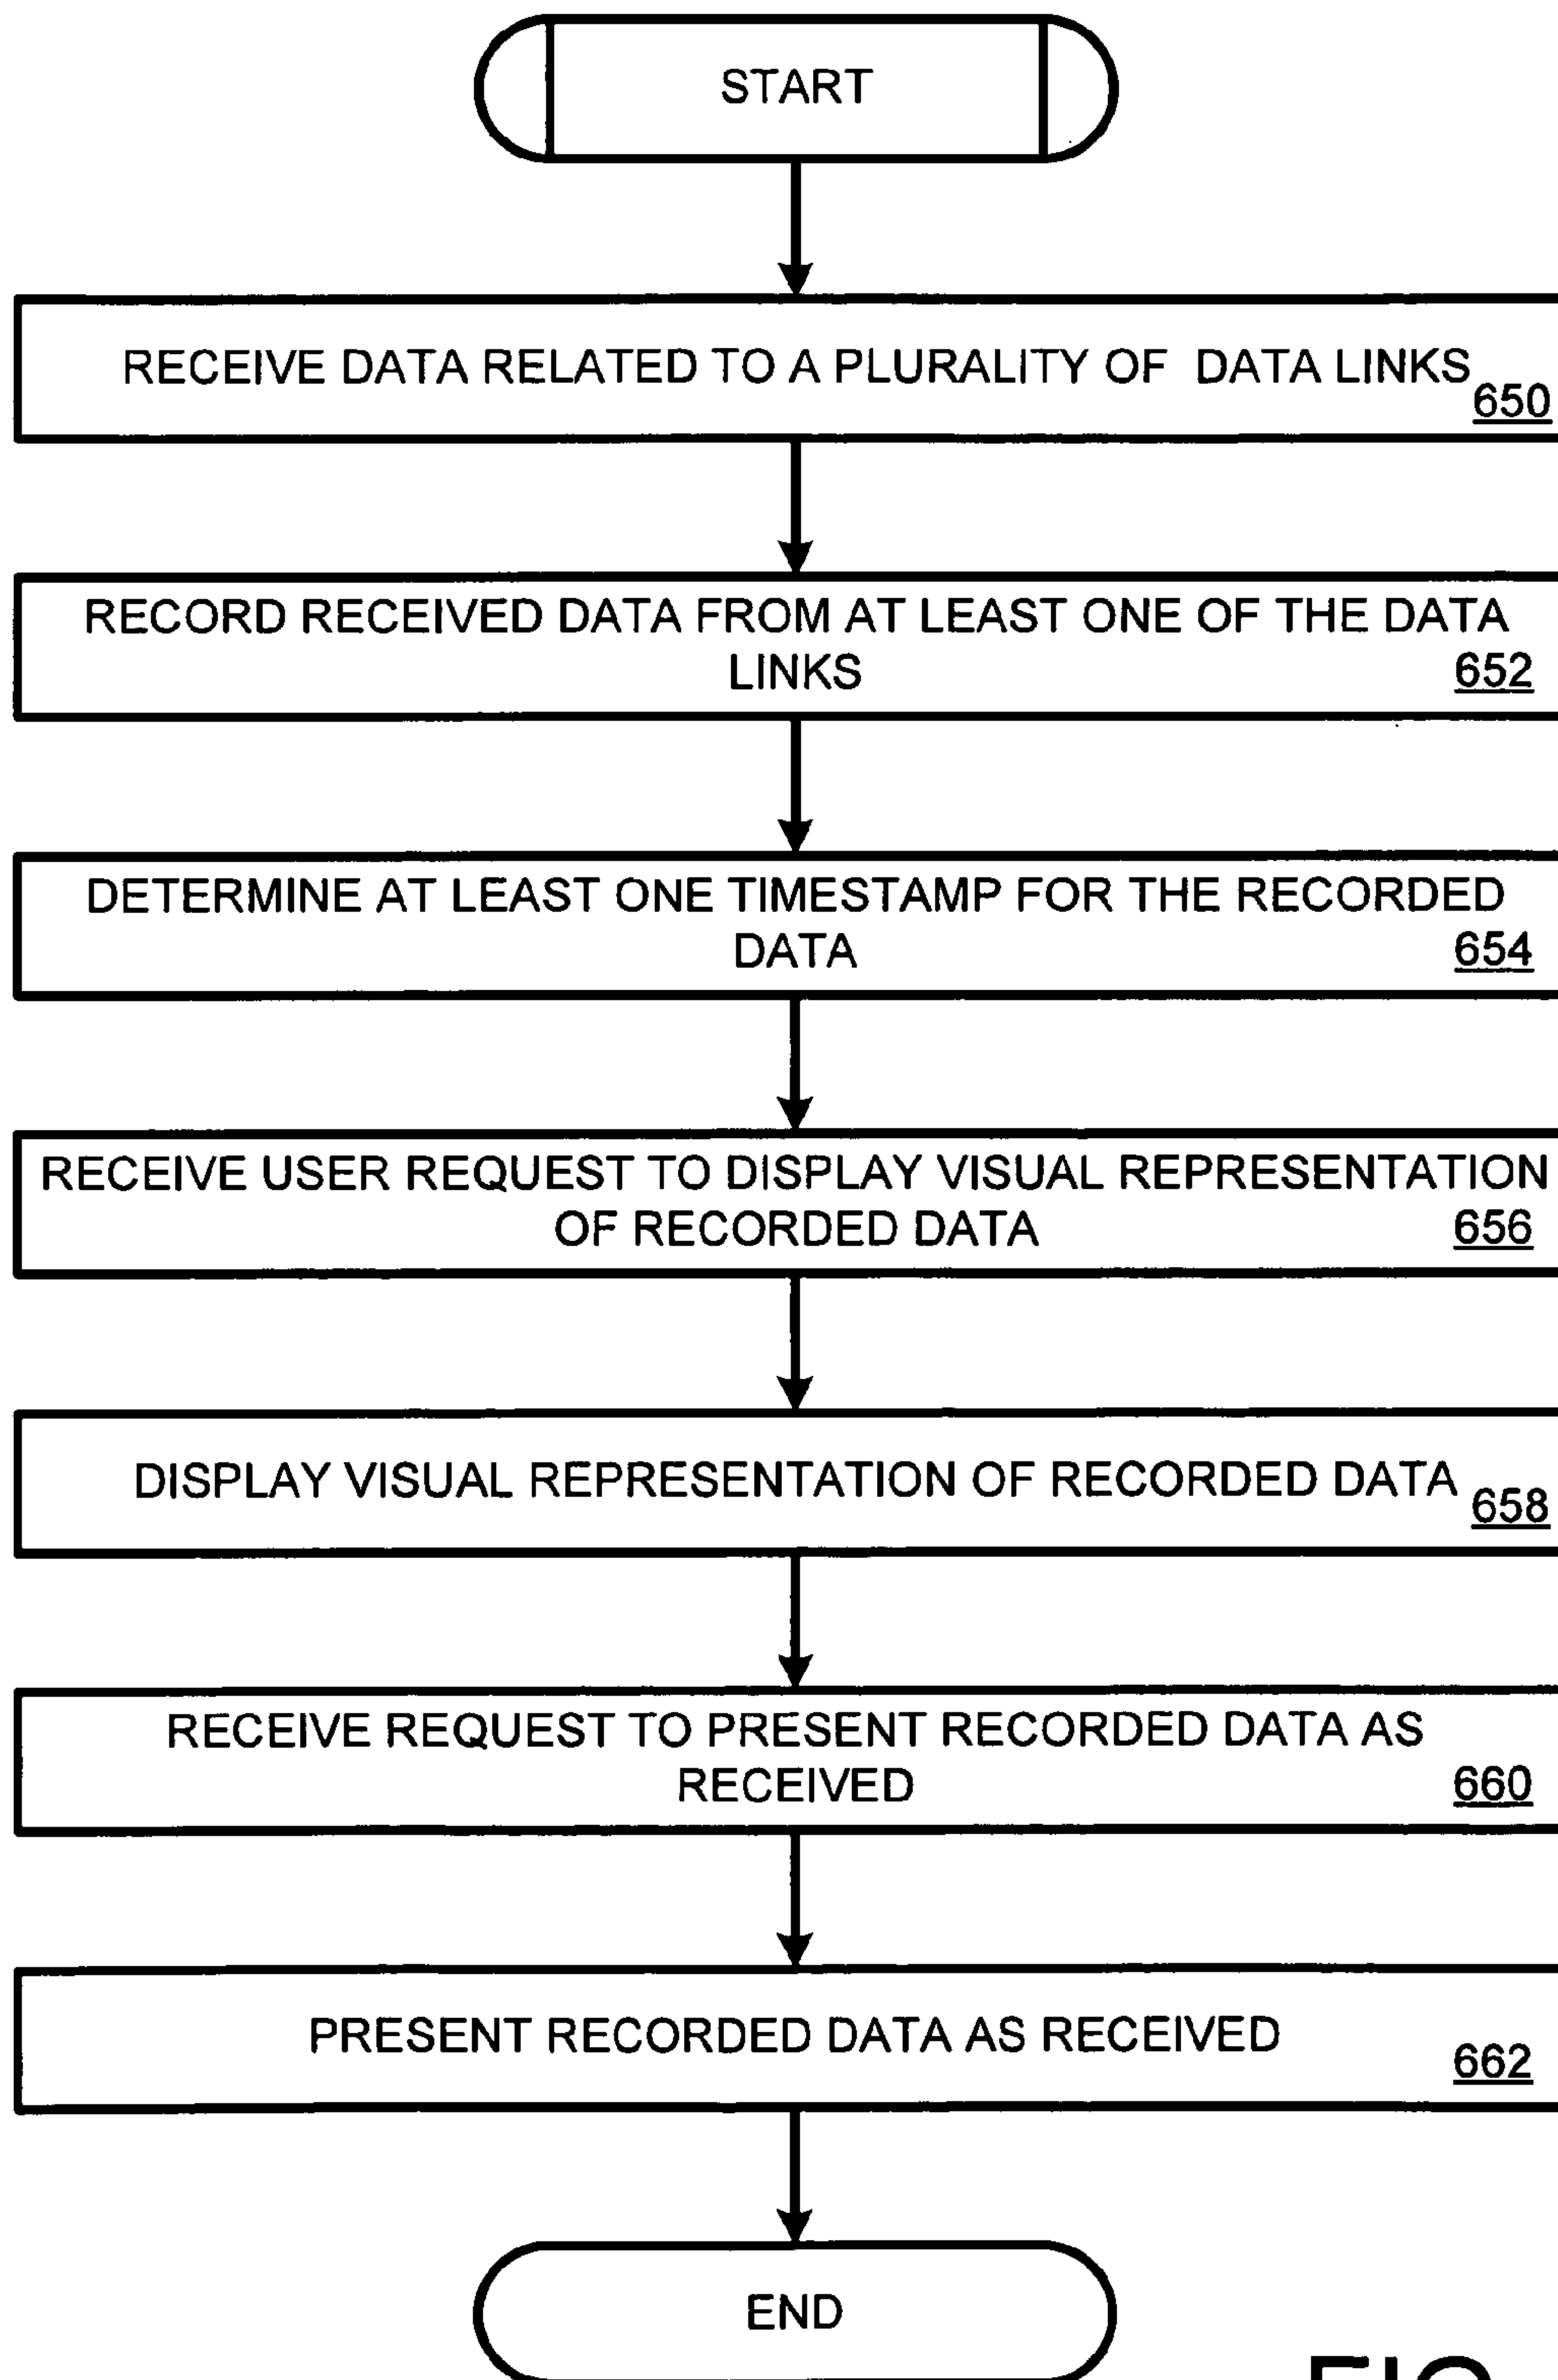 START
RECEIVE DATA RELATED TO A PLURALITY OF DATA LINKS
650
RECORD RECEIVED DATA FROM AT LEAST ONE OF THE DATA
LINKS 652
DETERMINE AT LEAST ONE TIMESTAMP FOR THE RECORDED
DATA 654
RECEIVE USER REQUEST TO DISPLAY VISUAL REPRESENTATION
OF RECORDED DATA 656
DISPLAY VISUAL REPRESENTATION OF RECORDED DATA
658
RECEIVE REQUEST TO PRESENT RECORDED DATA AS
RECEIVED 660
PRESENT RECORDED DATA AS RECEIVED
662
END